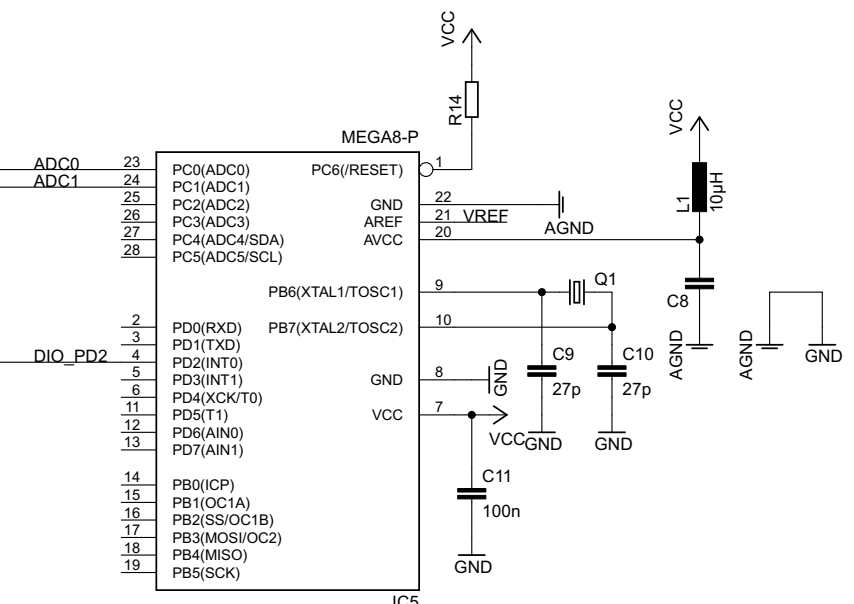 VCC
R14
MEGA8-P
VCC
L1
10µH
ADC0 23 PC0(ADC0) PC6(/RESET) 1
ADC1 24 PC1(ADC1)
25 PC2(ADC2) GND 22
26 PC3(ADC3) AREF 21 VREF
AGND
27 PC4(ADC4/SDA) AVCC 20
28 PC5(ADC5/SCL)
PB6(XTAL1/TOSC1) 9 Q1
C8
2 PD0(RXD) PB7(XTAL2/TOSC2) 10
3 PD1(TXD)
DIO_PD2 4 PD2(INT0)
C9 C10 AGND AGND GND
5 PD3(INT1) GND 8 GND
6 PD4(XCK/T0) 27p 27p
11 PD5(T1) VCC 7
12 PD6(AIN0)
VCC GND GND
13 PD7(AIN1)
C11
14 PB0(ICP)
15 PB1(OC1A)
100n
16 PB2(SS/OC1B)
17 PB3(MOSI/OC2)
18 PB4(MISO)
GND
19 PB5(SCK)
IC5